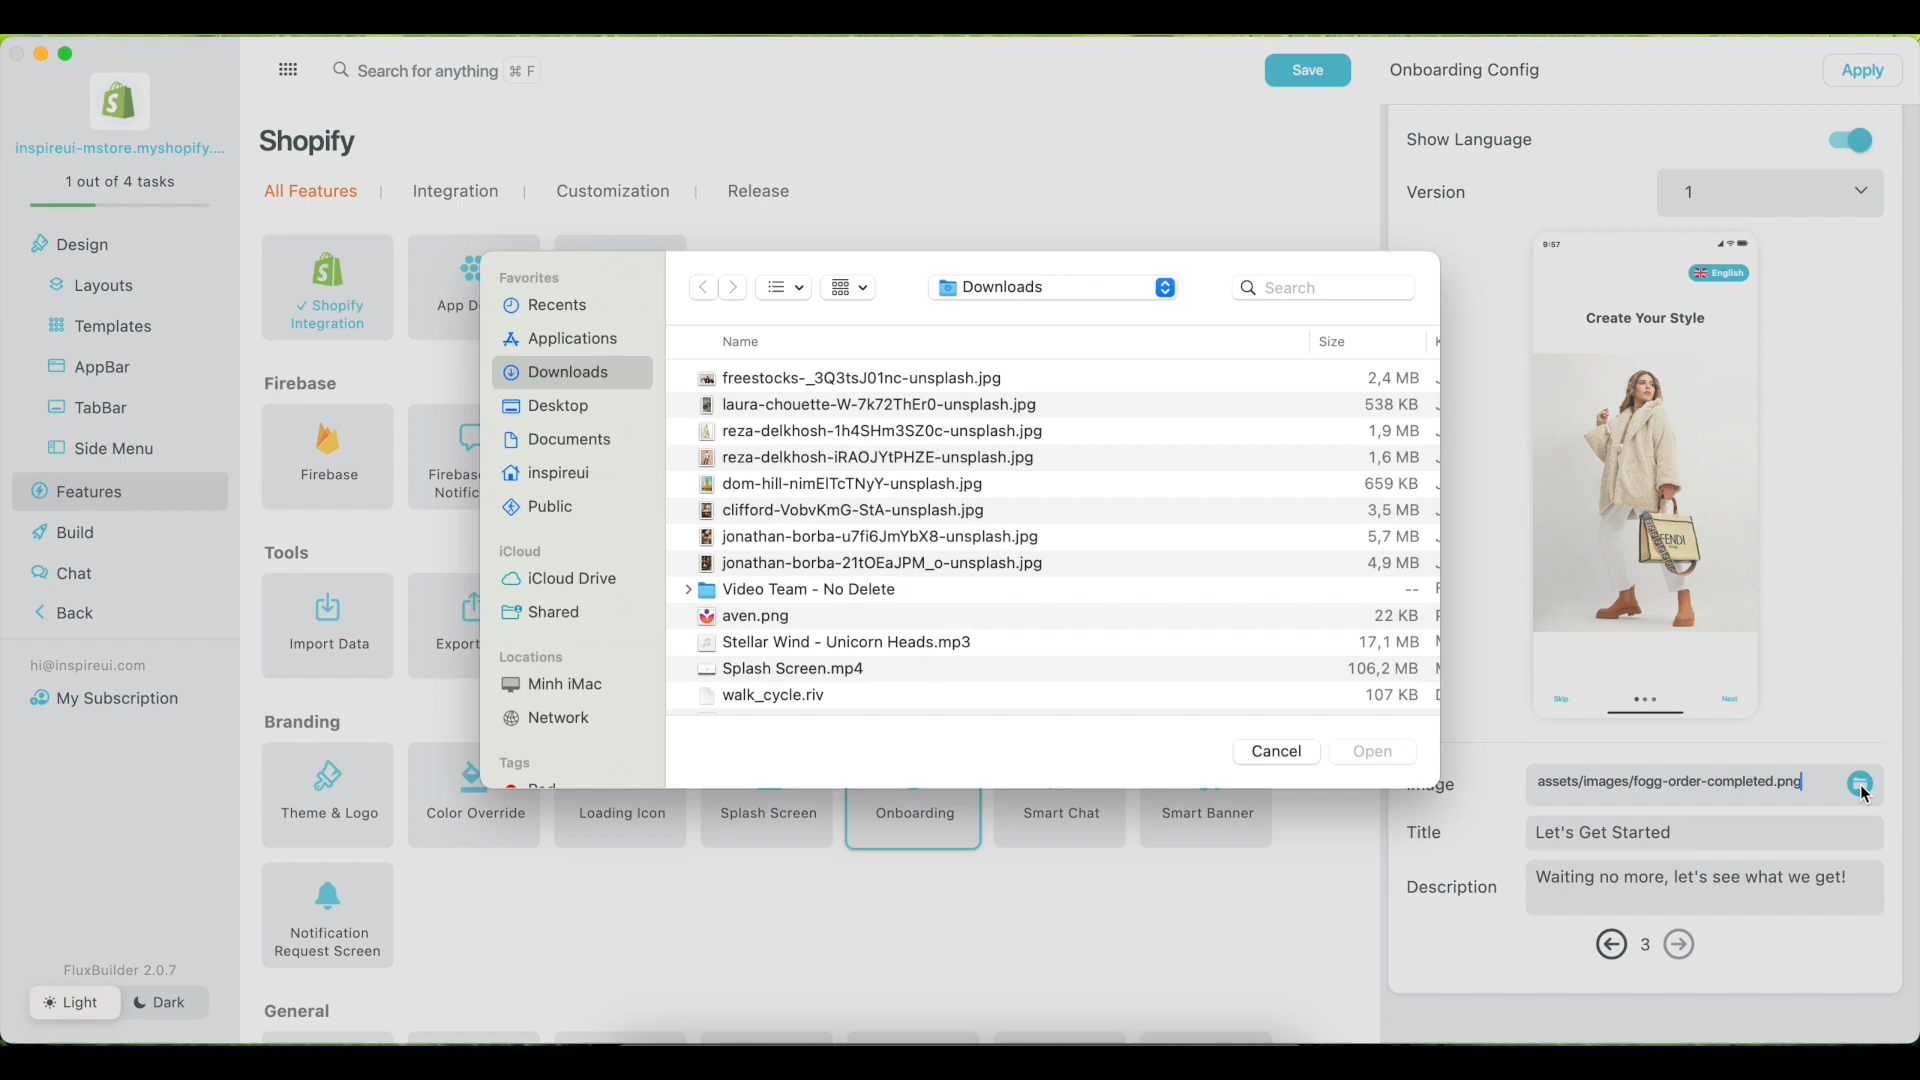 inspireui-mstore.myshopify....
1 out of 4 tasks
Design
Layouts
Templates
AppBar
TabBar
Side Menu
Features
Build
Chat
Back
hi@inspireui.com
My Subscription
FluxBuilder 2.0.7
Light
Dark
Search for anything ⌘ F
Save
Shopify
All Features | Integration | Customization | Release
✓ Shopify
Integration
App D
Firebase
Firebase
Firebas
Notific
Tools
Import Data
Export
Branding
Theme & Logo
Color Override
Loading Icon
Splash Screen
Onboarding
Smart Chat
Smart Banner
Notification
Request Screen
General
Favorites
Recents
Applications
Downloads
Desktop
Documents
inspireui
Public
iCloud
iCloud Drive
Shared
Locations
Minh iMac
Network
Tags
Downloads
Search
Name Size
freestocks-_3Q3tsJ01nc-unsplash.jpg 2,4 MB
laura-chouette-W-7k72ThEr0-unsplash.jpg 538 KB
reza-delkhosh-1h4SHm3SZ0c-unsplash.jpg 1,9 MB
reza-delkhosh-iRAOJYtPHZE-unsplash.jpg 1,6 MB
dom-hill-nimElTcTNyY-unsplash.jpg 659 KB
clifford-VobvKmG-StA-unsplash.jpg 3,5 MB
jonathan-borba-u7fi6JmYbX8-unsplash.jpg 5,7 MB
jonathan-borba-21tOEaJPM_o-unsplash.jpg 4,9 MB
Video Team - No Delete --
aven.png 22 KB
Stellar Wind - Unicorn Heads.mp3 17,1 MB
Splash Screen.mp4 106,2 MB
walk_cycle.riv 107 KB
Cancel
Open
Onboarding Config
Apply
Show Language
Version 1
9:57
English
Create Your Style
FENDI
Skip
Next
Image assets/images/fogg-order-completed.png
Title Let's Get Started
Description Waiting no more, let's see what we get!
3